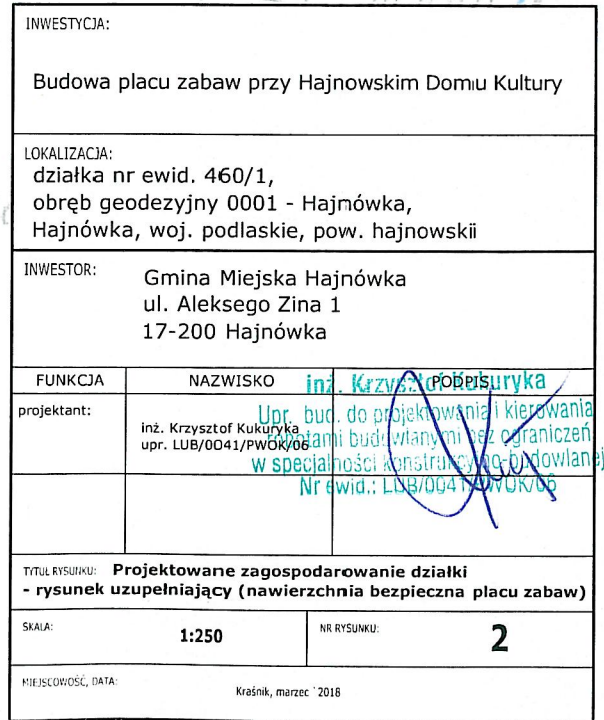 INWESTYCJA:
Budowa placu zabaw przy Hajnowskim Domu Kultury
LOKALIZACJA:
działka nr ewid. 460/1,
obręb geodezyjny 0001 - Hajnówka,
Hajnówka, woj. podlaskie, pow. hajnowskii
INWESTOR:
Gmina Miejska Hajnówka
ul. Aleksego Zina 1
17-200 Hajnówka
FUNKCJA NAZWISKO PODPIS
inż. Krzysztof Kukuryka
projektant:
inż. Krzysztof Kukuryka
upr. LUB/0041/PWOK/06
Upr. bud. do projektowania i kierowania
robotami budowlanymi bez ograniczeń
w specjalności konstrukcyjno-budowlanej
Nr ewid.: LUB/0041/PWOK/06
TYTUŁ RYSUNKU: Projektowane zagospodarowanie działki
- rysunek uzupełniający (nawierzchnia bezpieczna placu zabaw)
SKALA: 1:250 NR RYSUNKU: 2
MIEJSCOWOŚĆ, DATA:
Kraśnik, marzec 2018